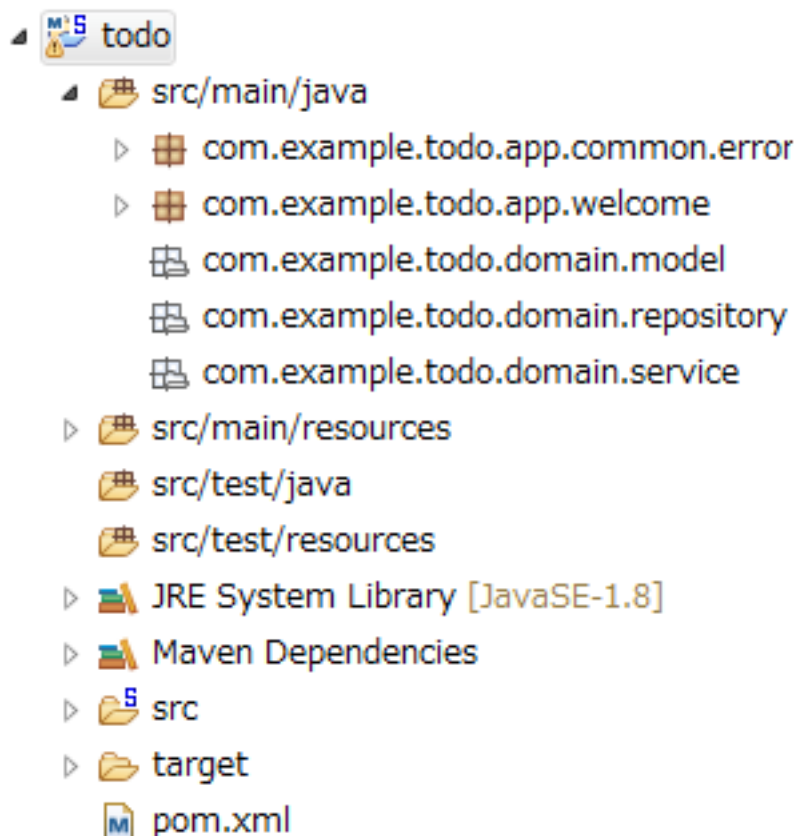 todo
src/main/java
com.example.todo.app.common.error
com.example.todo.app.welcome
com.example.todo.domain.model
com.example.todo.domain.repository
com.example.todo.domain.service
src/main/resources
src/test/java
src/test/resources
JRE System Library [JavaSE-1.8]
Maven Dependencies
src
target
pom.xml